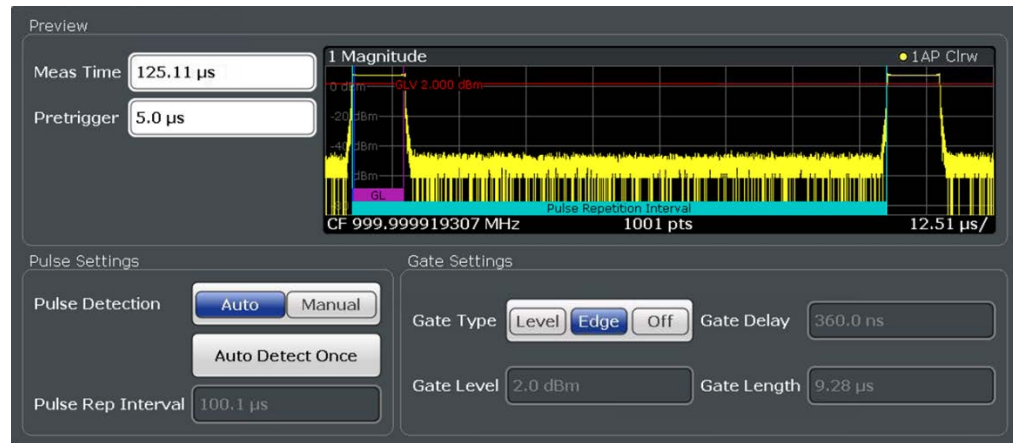 Preview
Meas Time 125.11 µs
Pretrigger 5.0 µs
1 Magnitude
1AP Clrw
0 dBm
GLV 2.000 dBm
-20 dBm
-40 dBm
dBm
GL
-80
Pulse Repetition Interval
CF 999.999919307 MHz
1001 pts
12.51 µs/
Pulse Settings
Pulse Detection Auto Manual
Auto Detect Once
Pulse Rep Interval 100.1 µs
Gate Settings
Gate Type Level Edge Off
Gate Delay 360.0 ns
Gate Level 2.0 dBm
Gate Length 9.28 µs